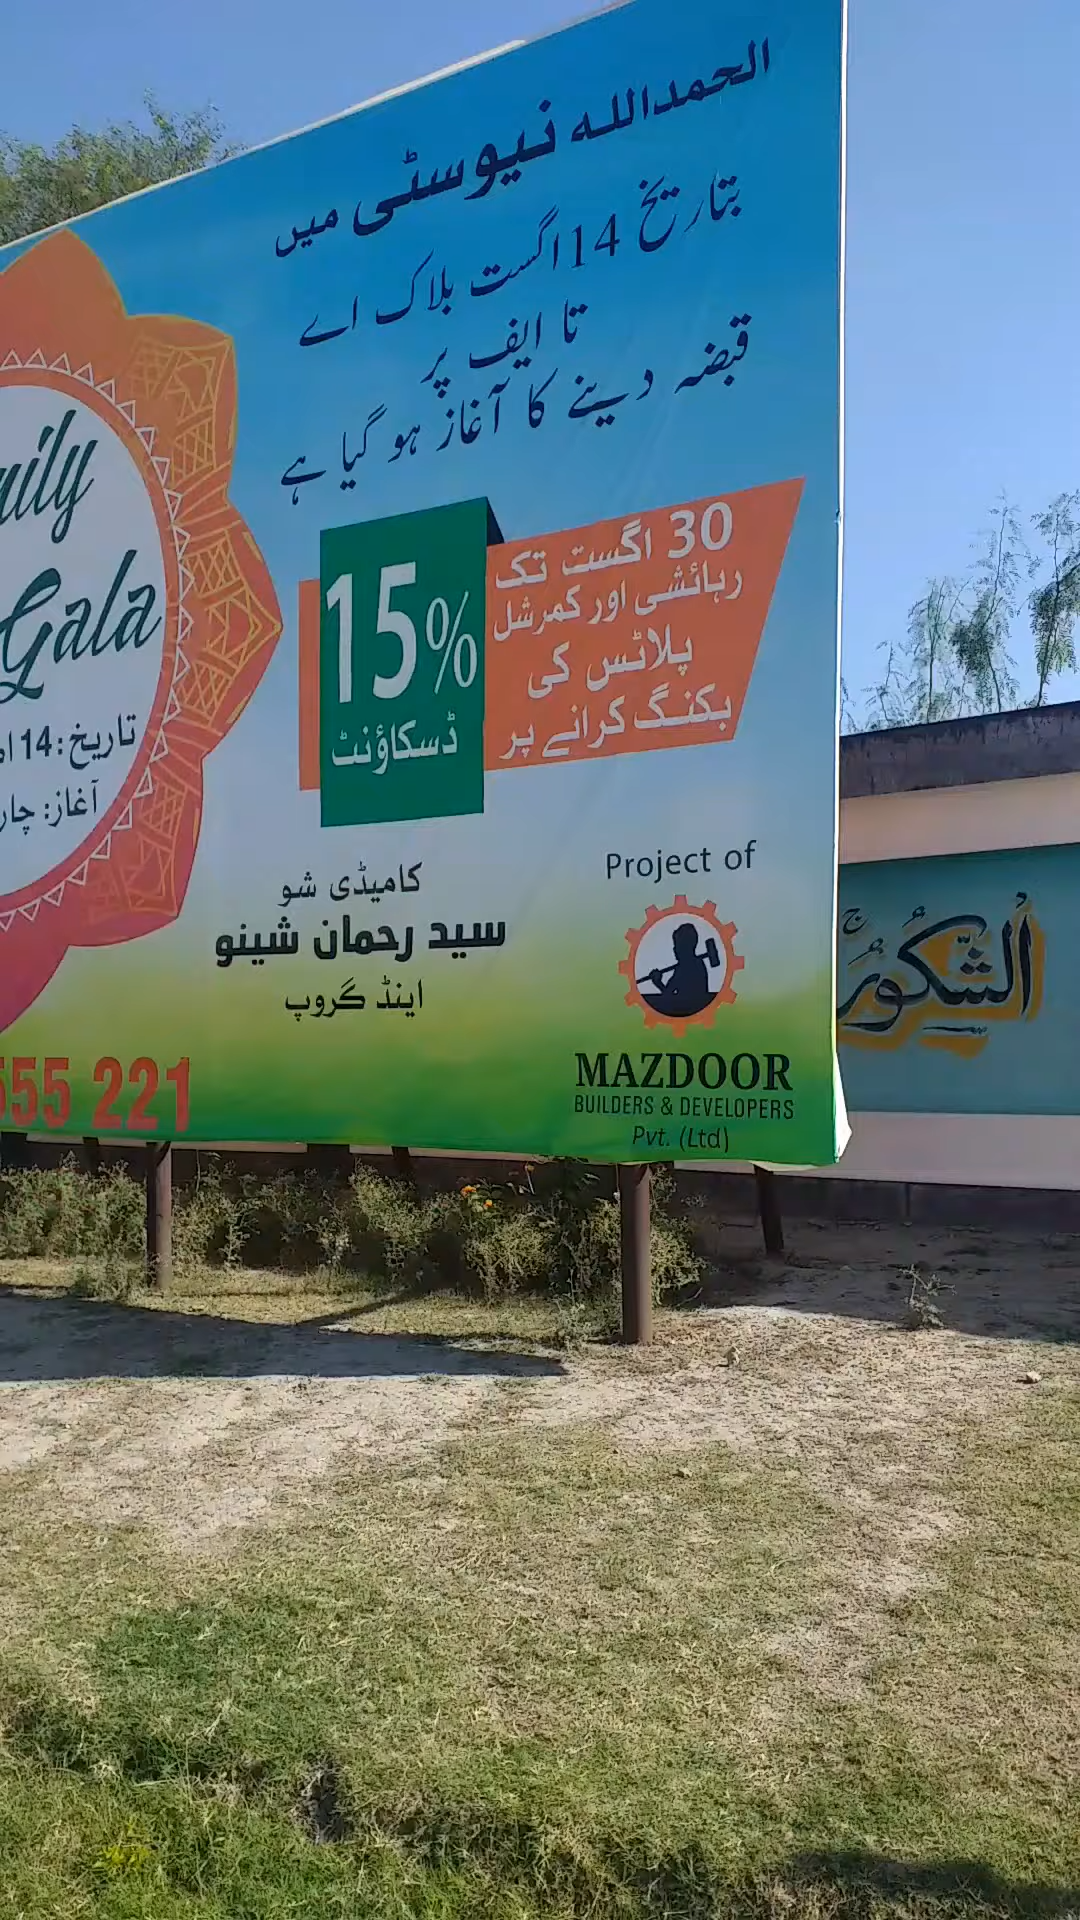 الحمداللہ نیوسٹی میں
بتاریخ 14 اگست بلاک اے
تا ایف پر
قبضہ دینے کا آغاز ہو گیا ہے
15%
ڈسکاؤنٹ
30 اگست تک
رہائشی اور کمرشل
پلاٹس کی
بکنگ کرانے پر
Gala
تاریخ: 14
آغاز:
کامیڈی شو
سید رحمان شینو
اینڈ گروپ
555 221
Project of
MAZDOOR
BUILDERS & DEVELOPERS
Pvt. (Ltd)
الشَّكُورُ